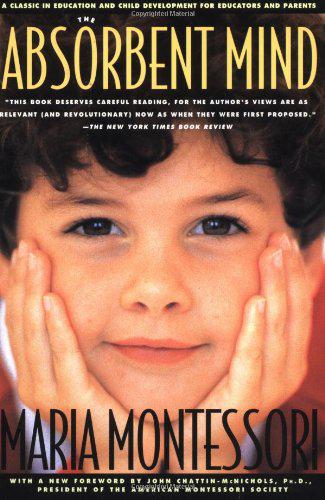 A CLASSIC IN EDUCATION AND CHILD DEVELOPMENT FOR EDUCATORS AND PARENTS
THE
ABSORBENT MIND
"THIS BOOK DESERVES CAREFUL READING, FOR THE AUTHOR'S VIEWS ARE AS
RELEVANT (AND REVOLUTIONARY) NOW AS WHEN THEY WERE FIRST PROPOSED."
—THE NEW YORK TIMES BOOK REVIEW
MARIA MONTESSORI
WITH A NEW FOREWORD BY JOHN CHATTIN-MCNICHOLS, PH.D.,
PRESIDENT OF THE AMERICAN MONTESSORI SOCIETY